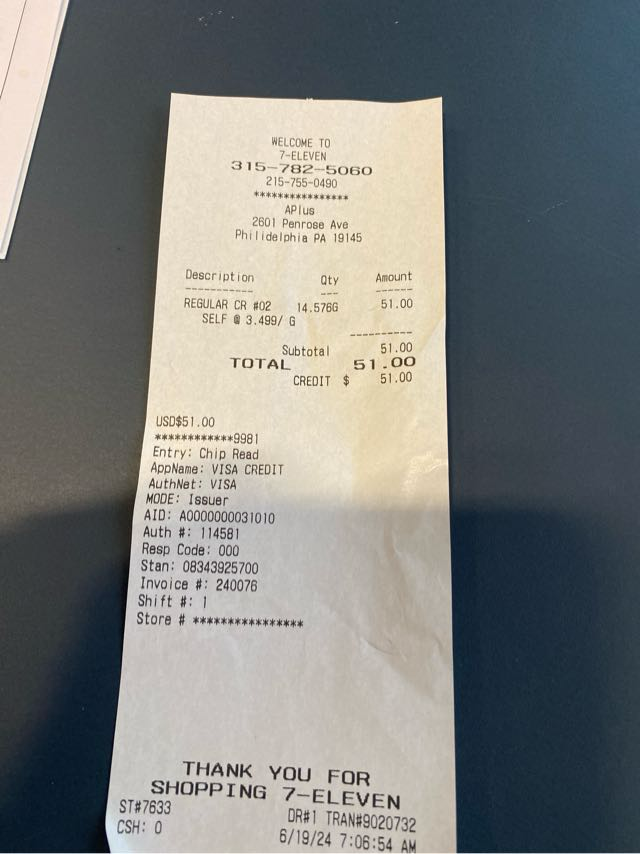 WELCOME TO
7-ELEVEN
315-782-5060
215-755-0490
****************
APlus
2601 Penrose Ave
Philidelphia PA 19145
Description Qty Amount
----------- --- ------
REGULAR CR #02 14.576G 51.00
SELF @ 3.499/ G
----------
Subtotal 51.00
TOTAL 51.00
CREDIT $ 51.00
USD$51.00
************9981
Entry: Chip Read
AppName: VISA CREDIT
AuthNet: VISA
MODE: Issuer
AID: A0000000031010
Auth #: 114581
Resp Code: 000
Stan: 08343925700
Invoice #: 240076
Shift #: 1
Store # ****************
THANK YOU FOR
SHOPPING 7-ELEVEN
ST#7633 DR#1 TRAN#9020732
CSH: 0 6/19/24 7:06:54 AM